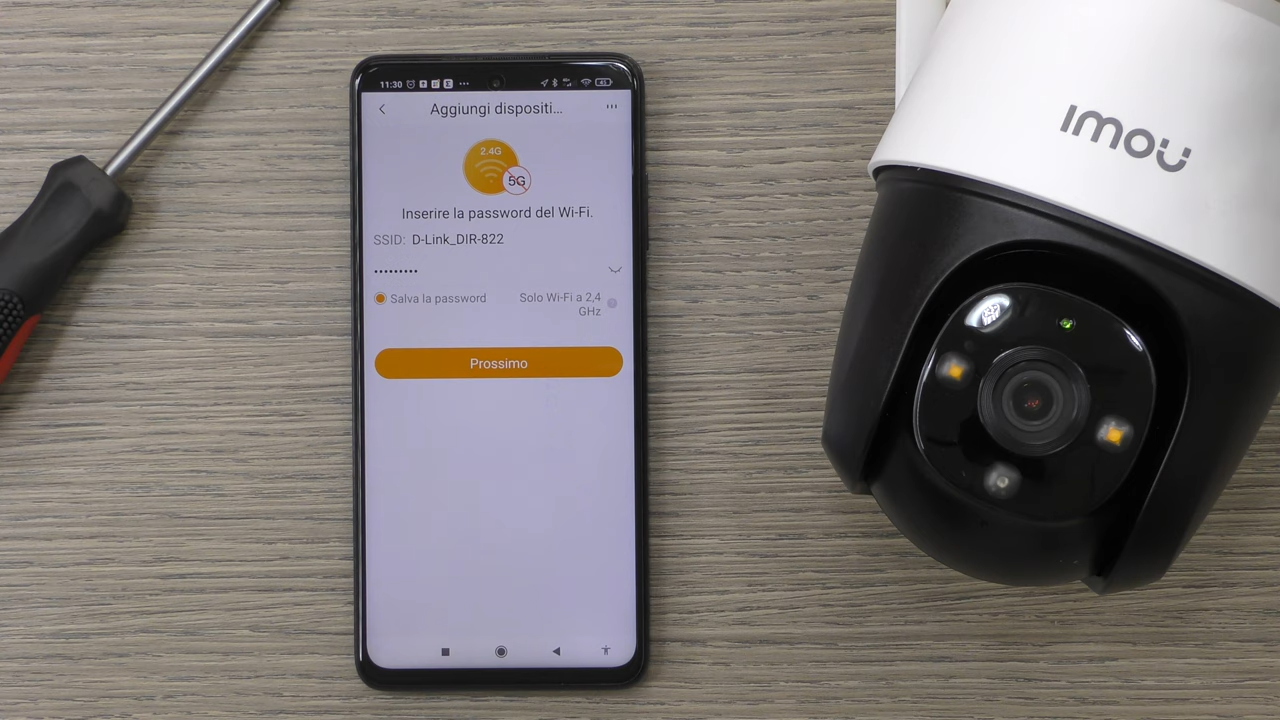 11:30
Aggiungi dispositi...
2.4G
5G
Inserire la password del Wi-Fi.
SSID: D-Link_DIR-822
•••••••••
Salva la password
Solo Wi-Fi a 2,4
GHz
Prossimo
imou